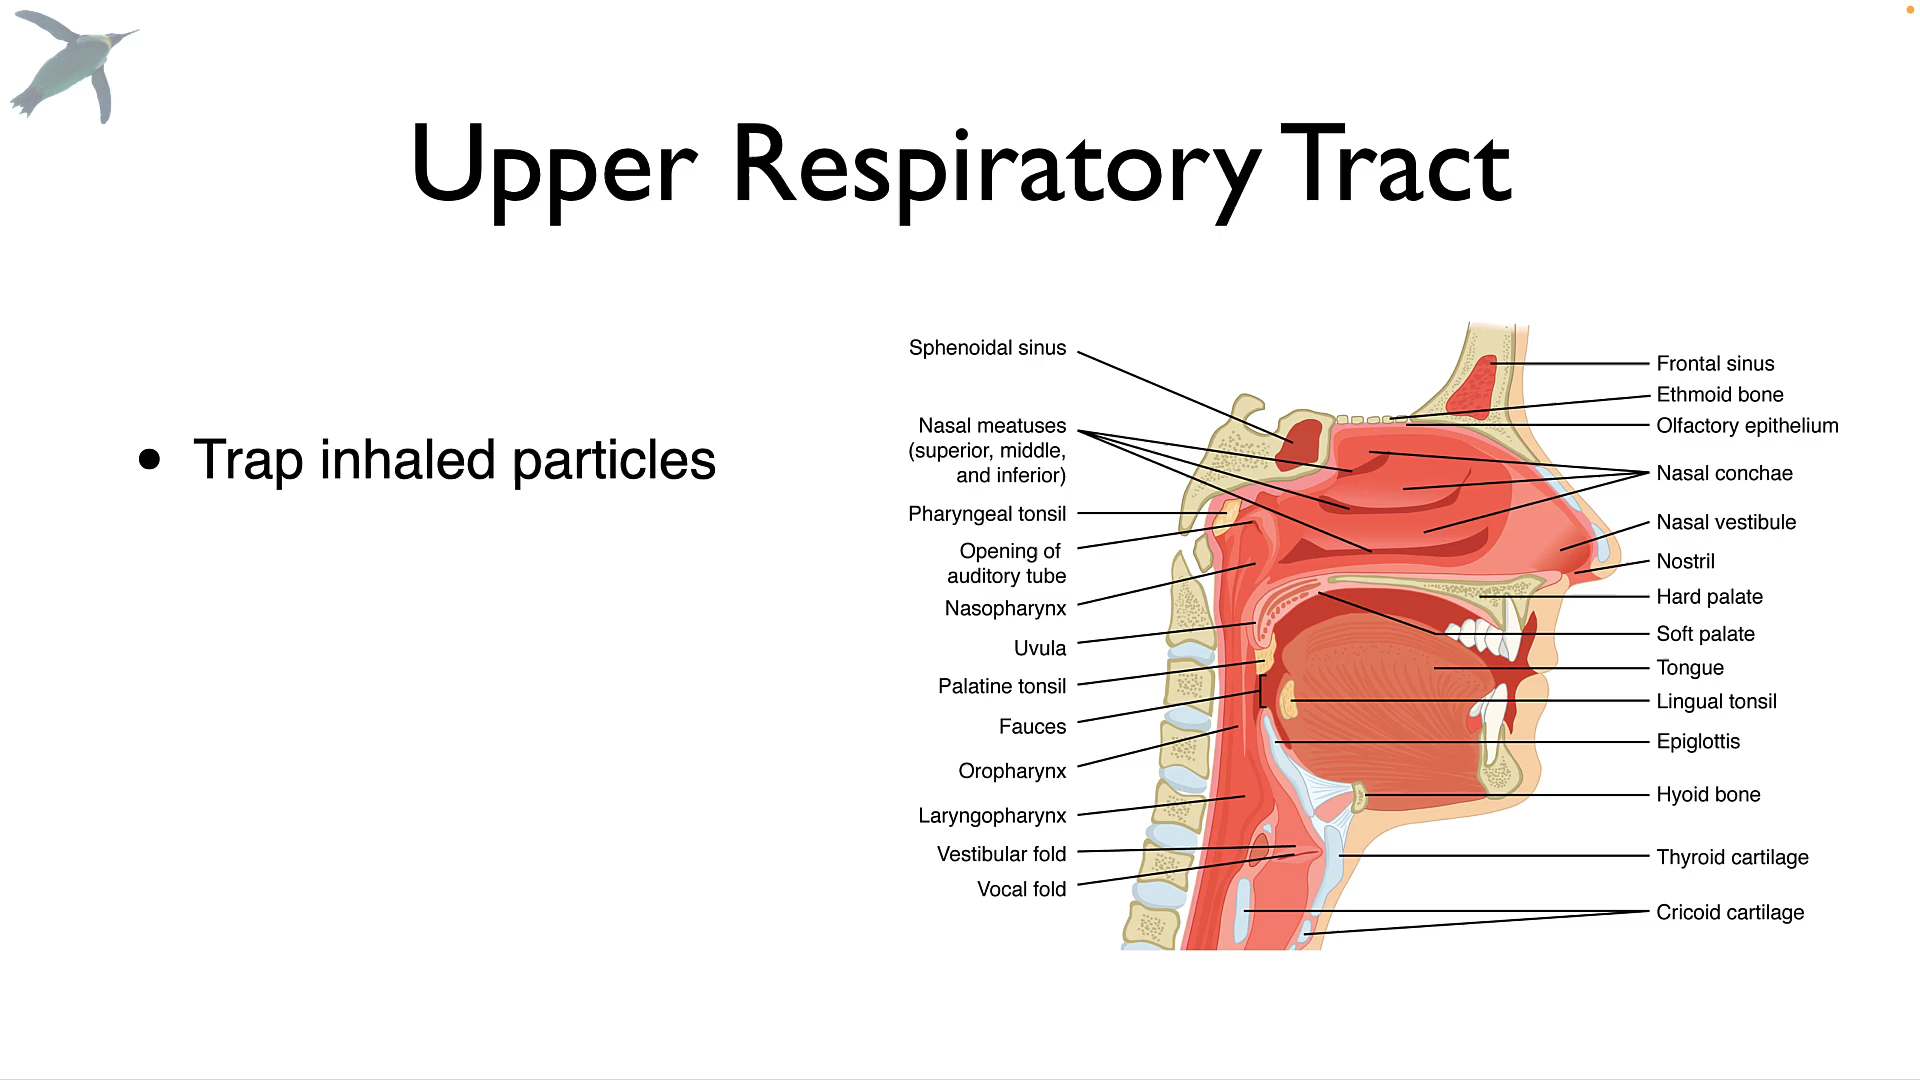 Upper Respiratory Tract
• Trap inhaled particles
Sphenoidal sinus
Nasal meatuses
(superior, middle,
and inferior)
Pharyngeal tonsil
Opening of
auditory tube
Nasopharynx
Uvula
Palatine tonsil
Fauces
Oropharynx
Laryngopharynx
Vestibular fold
Vocal fold
Frontal sinus
Ethmoid bone
Olfactory epithelium
Nasal conchae
Nasal vestibule
Nostril
Hard palate
Soft palate
Tongue
Lingual tonsil
Epiglottis
Hyoid bone
Thyroid cartilage
Cricoid cartilage